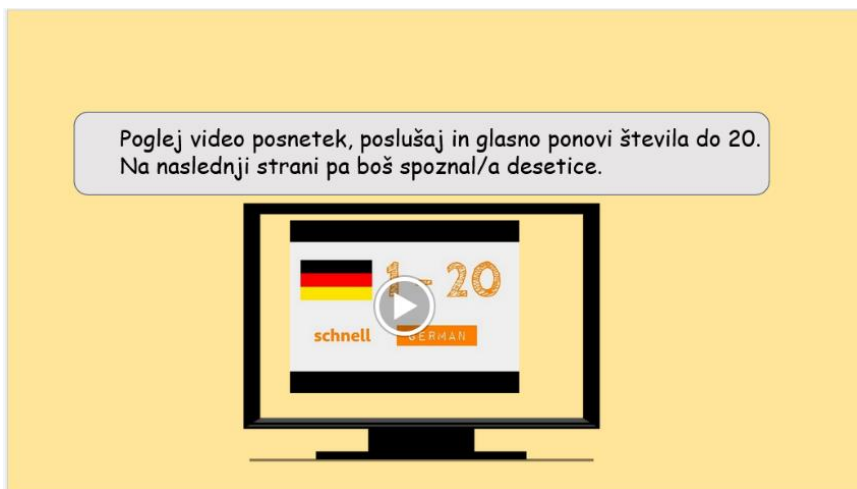 Poglej video posnetek, poslušaj in glasno ponovi števila do 20.
Na naslednji strani pa boš spoznal/a desetice.
1 - 20
schnell GERMAN